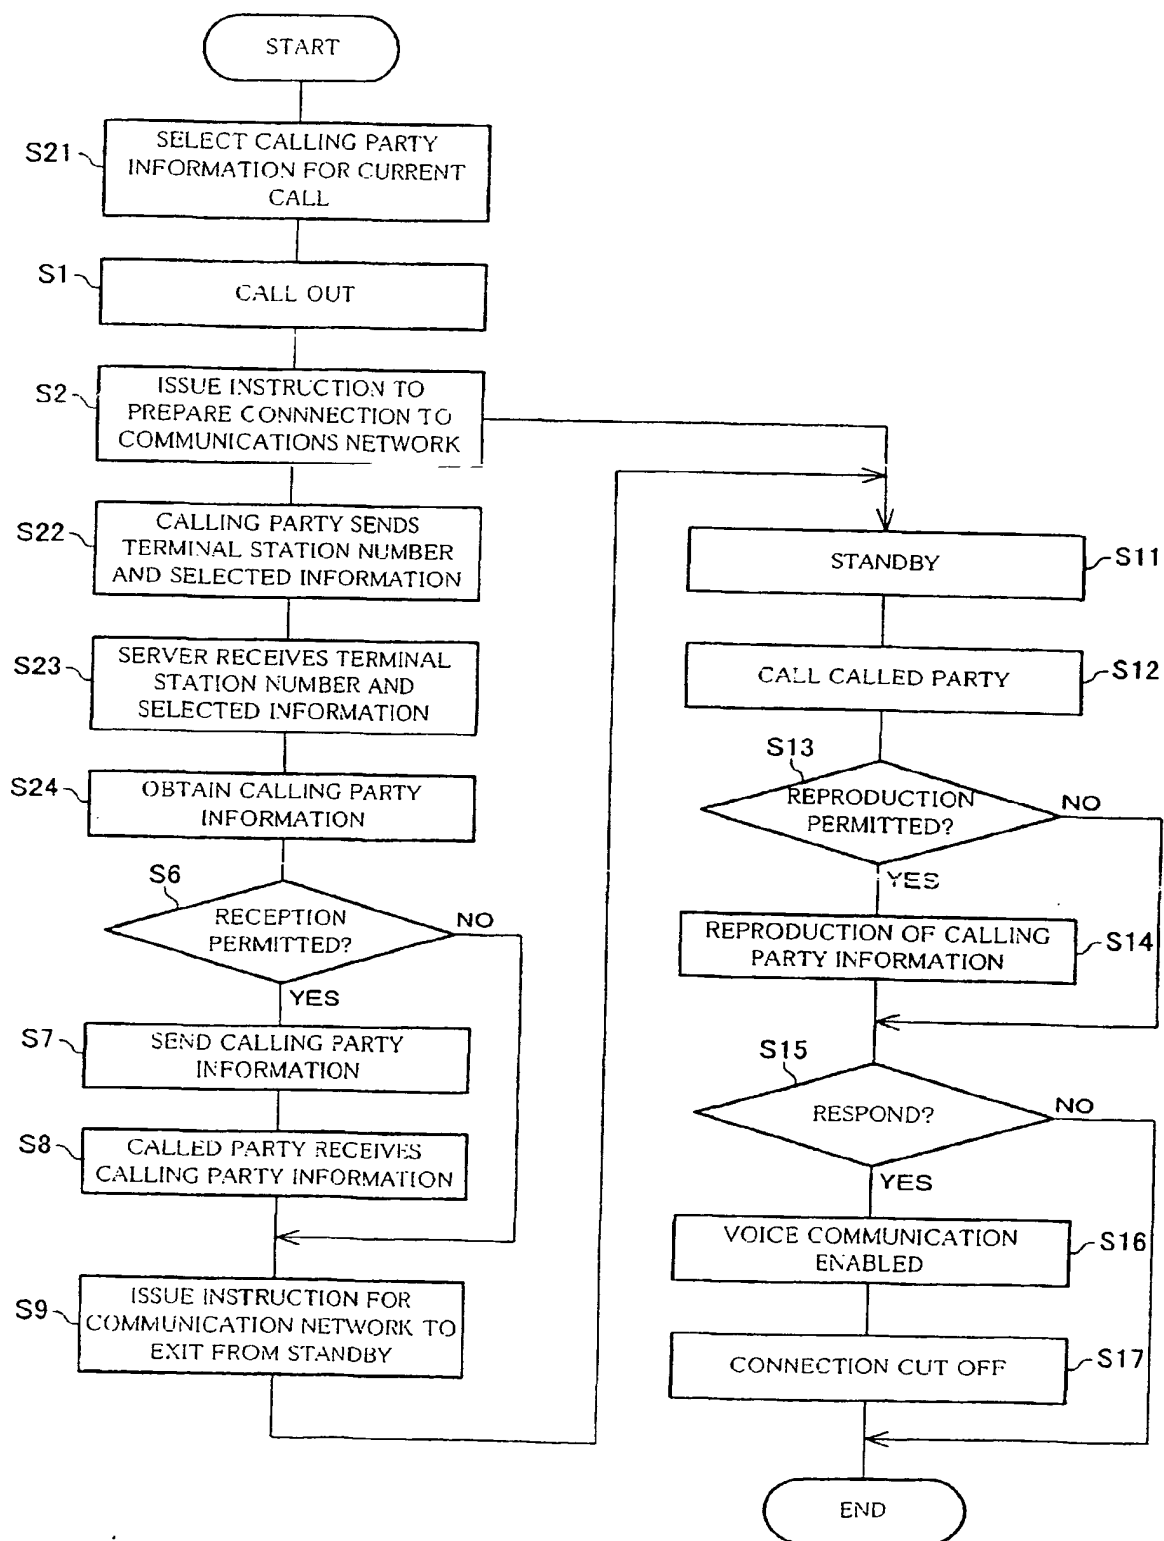 START
S21
SELECT CALLING PARTY
INFORMATION FOR CURRENT
CALL
S1
CALL OUT
S2
ISSUE INSTRUCTION TO
PREPARE CONNNECTION TO
COMMUNICATIONS NETWORK
S22
CALLING PARTY SENDS
TERMINAL STATION NUMBER
AND SELECTED INFORMATION
S23
SERVER RECEIVES TERMINAL
STATION NUMBER AND
SELECTED INFORMATION
S24
OBTAIN CALLING PARTY
INFORMATION
S6
RECEPTION
PERMITTED?
NO
YES
S7
SEND CALLING PARTY
INFORMATION
S8
CALLED PARTY RECEIVES
CALLING PARTY INFORMATION
S9
ISSUE INSTRUCTION FOR
COMMUNICATION NETWORK TO
EXIT FROM STANDBY
STANDBY
S11
CALL CALLED PARTY
S12
S13
REPRODUCTION
PERMITTED?
NO
YES
REPRODUCTION OF CALLING
PARTY INFORMATION
S14
S15
RESPOND?
NO
YES
VOICE COMMUNICATION
ENABLED
S16
CONNECTION CUT OFF
S17
END